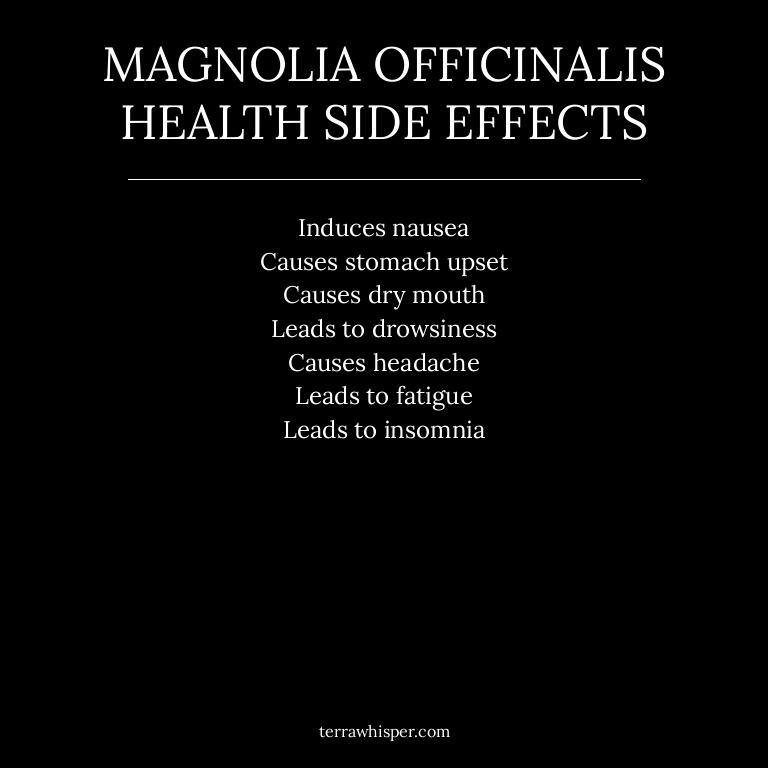 MAGNOLIA OFFICINALIS
HEALTH SIDE EFFECTS
Induces nausea
Causes stomach upset
Causes dry mouth
Leads to drowsiness
Causes headache
Leads to fatigue
Leads to insomnia
terrawhisper.com